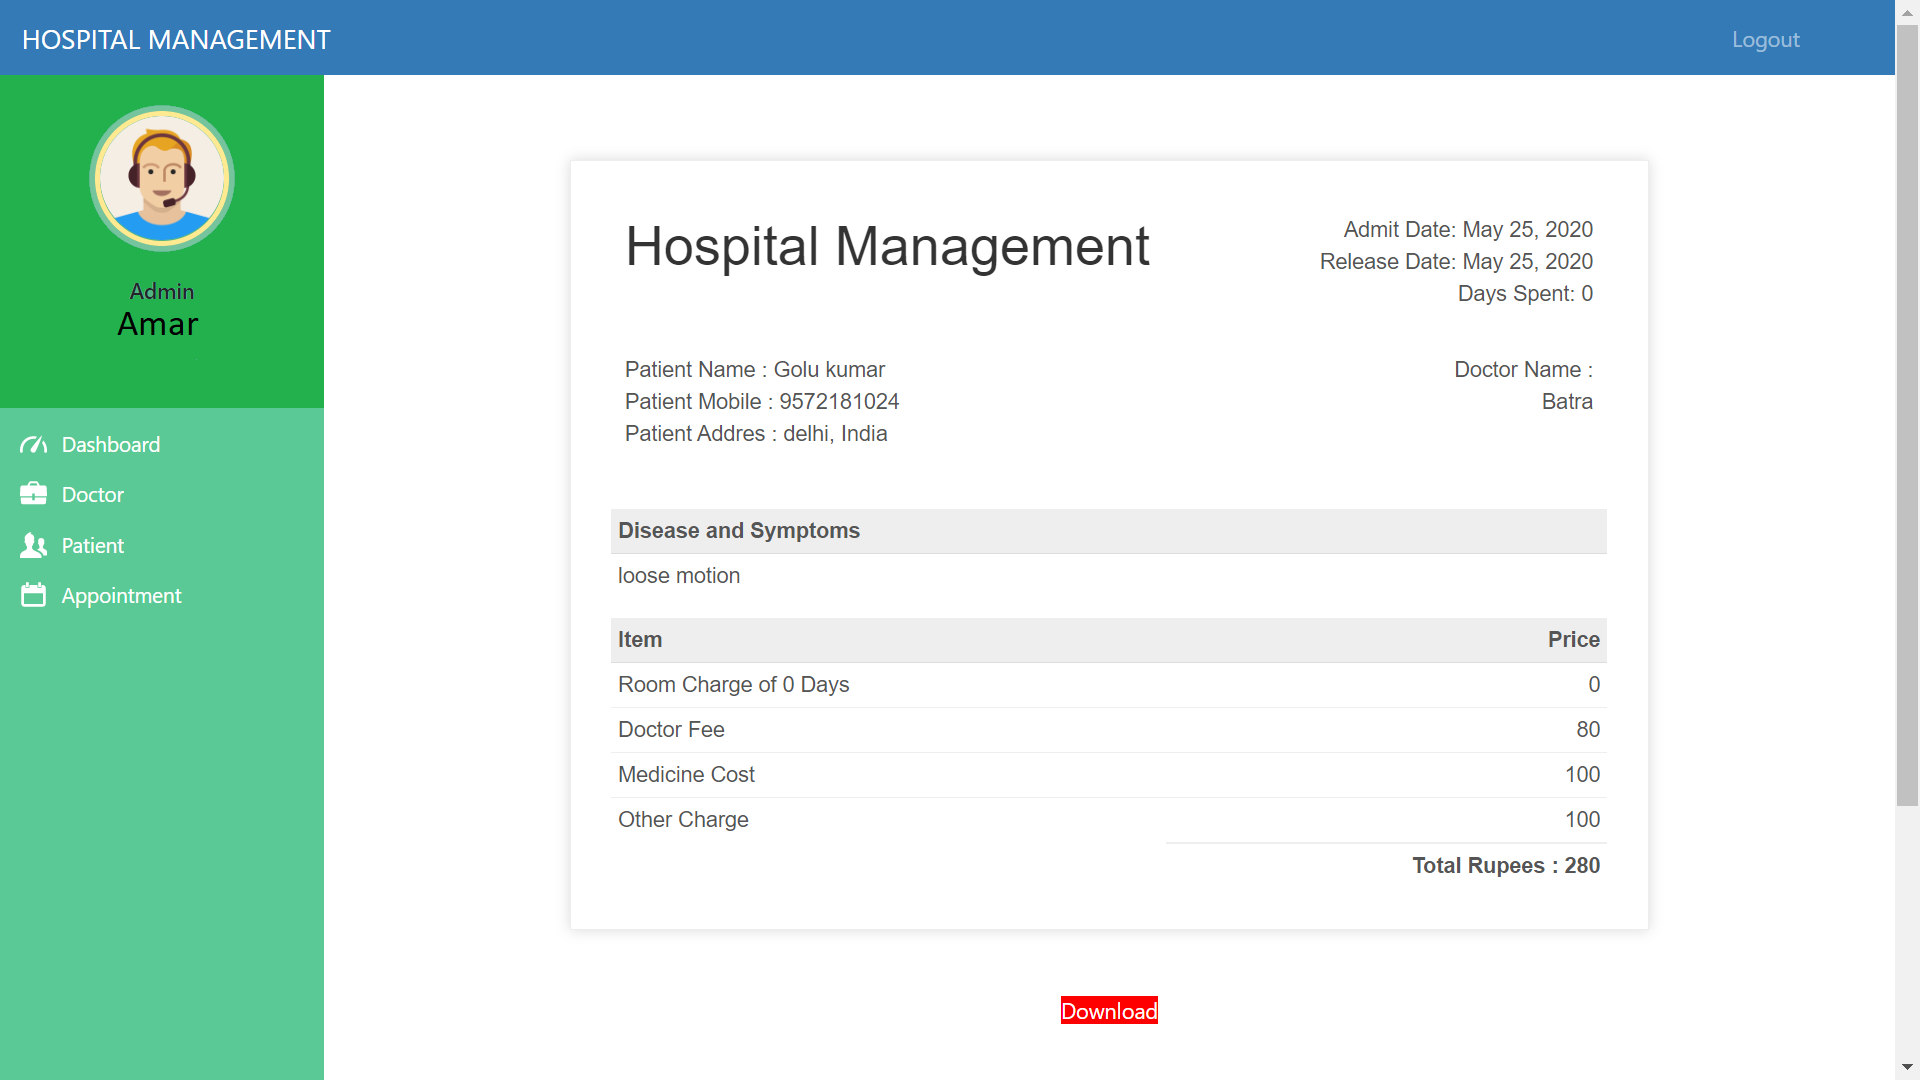 HOSPITAL MANAGEMENT
Logout
Admin
Amar
Dashboard
Doctor
Patient
Appointment
Hospital Management
Admit Date: May 25, 2020
Release Date: May 25, 2020
Days Spent: 0
Patient Name : Golu kumar
Patient Mobile : 9572181024
Patient Addres : delhi, India
Doctor Name :
Batra
Disease and Symptoms
loose motion
Item Price
Room Charge of 0 Days 0
Doctor Fee 80
Medicine Cost 100
Other Charge 100
Total Rupees : 280
Download